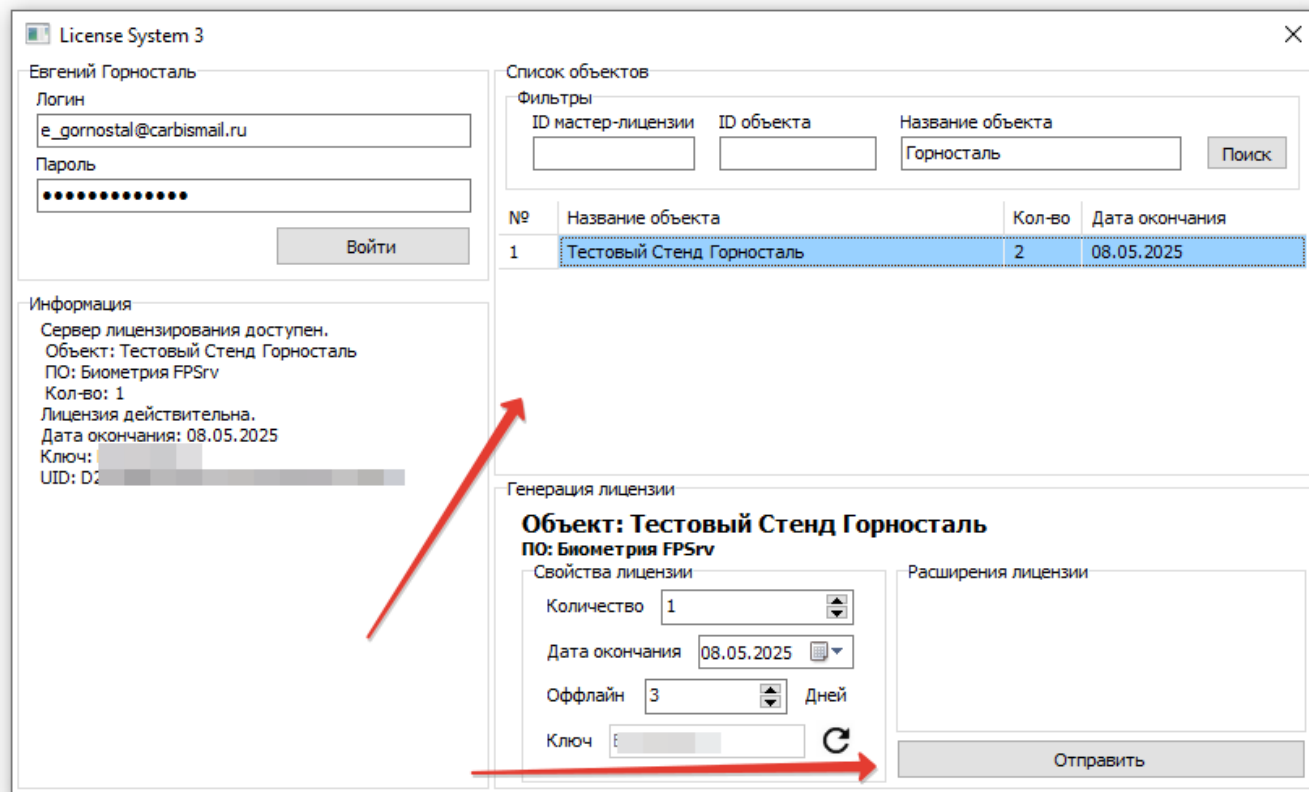 License System 3
Евгений Горносталь
Логин
e_gornostal@carbismail.ru
Пароль
Войти
Информация
Сервер лицензирования доступен.
Объект: Тестовый Стенд Горносталь
ПО: Биометрия FPSrv
Кол-во: 1
Лицензия действительна.
Дата окончания: 08.05.2025
Ключ:
UID: D2
Список объектов
Фильтры
ID мастер-лицензии ID объекта Название объекта
Горносталь Поиск
№ Название объекта Кол-во Дата окончания
1 Тестовый Стенд Горносталь 2 08.05.2025
Генерация лицензии
Объект: Тестовый Стенд Горносталь
ПО: Биометрия FPSrv
Свойства лицензии
Количество 1
Дата окончания 08.05.2025
Оффлайн 3 Дней
Ключ
Расширения лицензии
Отправить